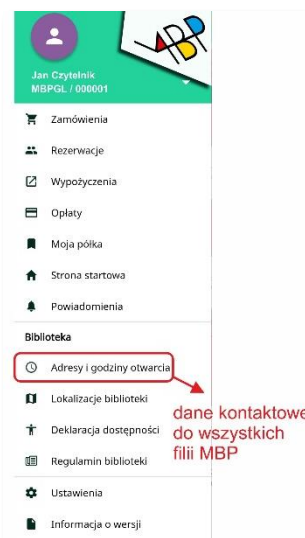 MBP
Jan Czytelnik
MBPGL / 000001
Zamówienia
Rezerwacje
Wypożyczenia
Opłaty
Moja półka
Strona startowa
Powiadomienia
Biblioteka
Adresy i godziny otwarcia
Lokalizacje biblioteki
dane kontaktowe
do wszystkich
filii MBP
Deklaracja dostępności
Regulamin biblioteki
Ustawienia
Informacja o wersji